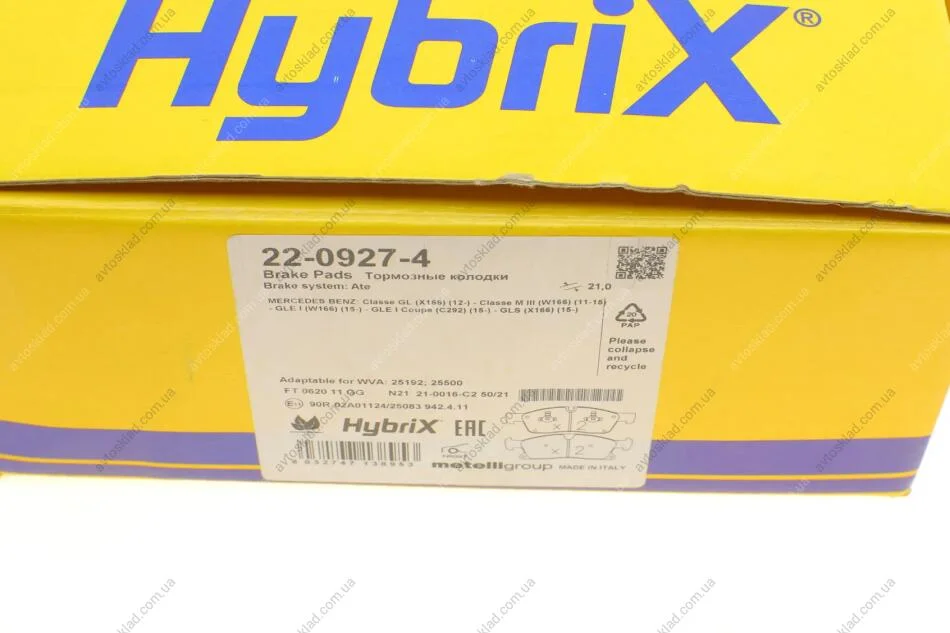 HybriX®
22-0927-4
Brake Pads Тормозные колодки
Brake system: Ate
21,0
MERCEDES BENZ: Classe GL (X166) (12-) - Classe M III (W166) (11-15)
- GLE I (W166) (15-) - GLE I Coupe (C292) (15-) - GLS (X166) (15-)
20
PAP
Please
collapse
and
recycle
Adaptable for WVA: 25192; 25500
FT 0620 11 GG N21 21-0016-C2 50/21
90R-02A01124/25083 942.4.11
x 2
x 2
HybriX EAC
8 032747 138953
metelligroup MADE IN ITALY
avtosklad.com.ua